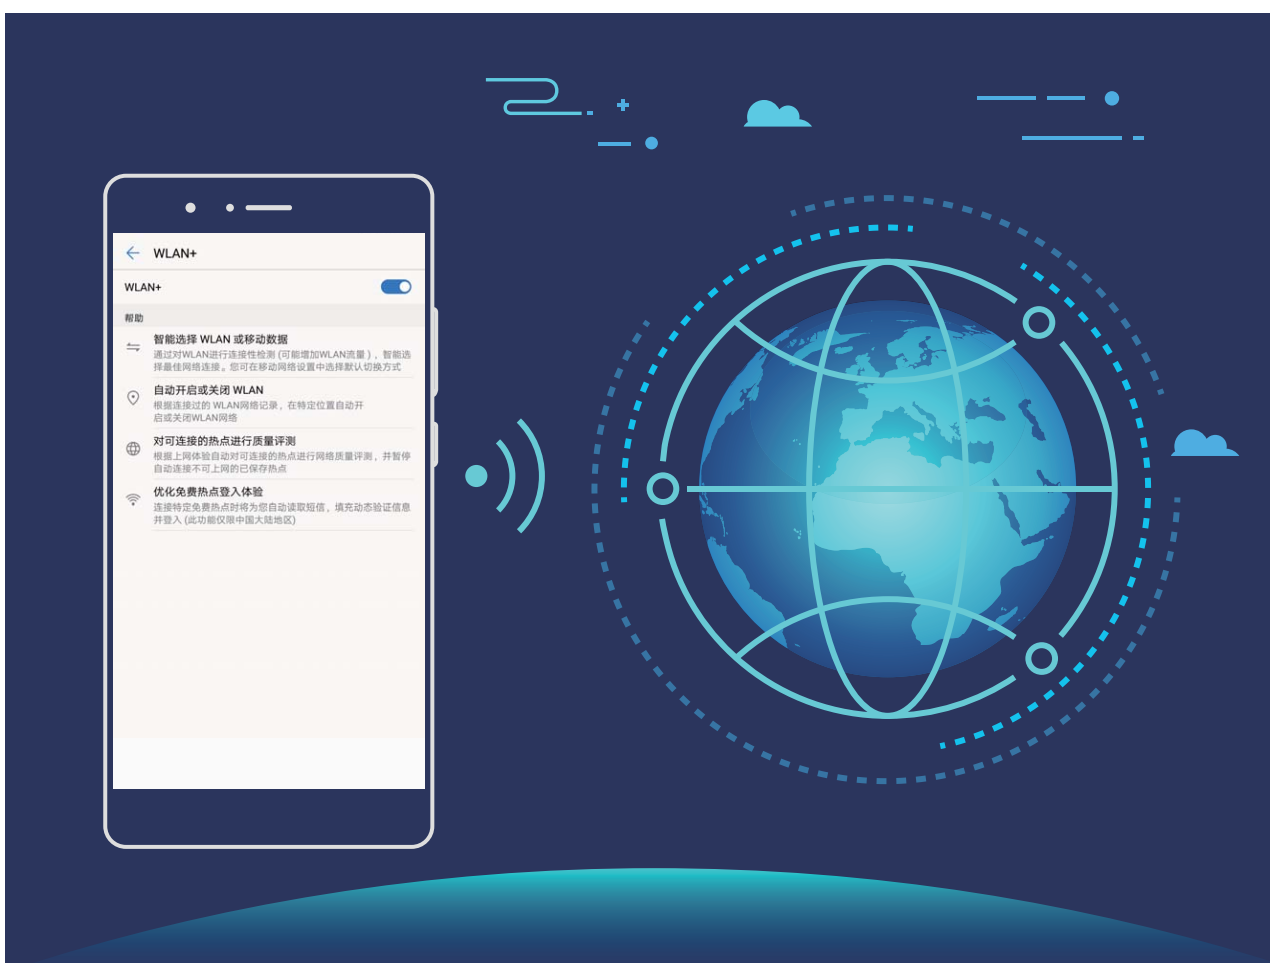 WLAN+
WLAN+
帮助
智能选择 WLAN 或移动数据
通过对WLAN进行连接性检测 (可能增加WLAN流量) ，智能选
择最佳网络连接。您可在移动网络设置中选择默认切换方式
自动开启或关闭 WLAN
根据连接过的 WLAN网络记录，在特定位置自动开
启或关闭WLAN网络
对可连接的热点进行质量评测
根据上网体验自动对可连接的热点进行网络质量评测，并暂停
自动连接不可上网的已保存热点
优化免费热点登入体验
连接特定免费热点时将为您自动读取短信，填充动态验证信息
并登入 (此功能仅限中国大陆地区)